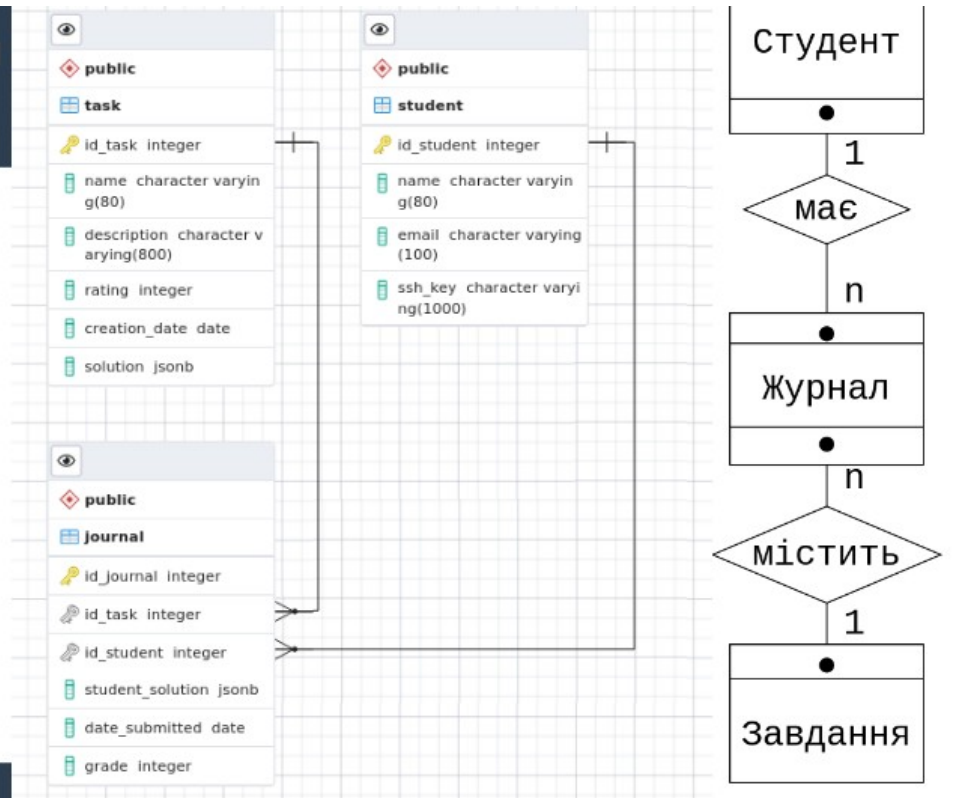 public
task
id_task integer
name character varyin
g(80)
description character v
arying(800)
rating integer
creation_date date
solution jsonb
public
student
id_student integer
name character varyin
g(80)
email character varying
(100)
ssh_key character varyi
ng(1000)
public
journal
id_journal integer
id_task integer
id_student integer
student_solution jsonb
date_submitted date
grade integer
Студент
1
має
n
Журнал
n
містить
1
Завдання